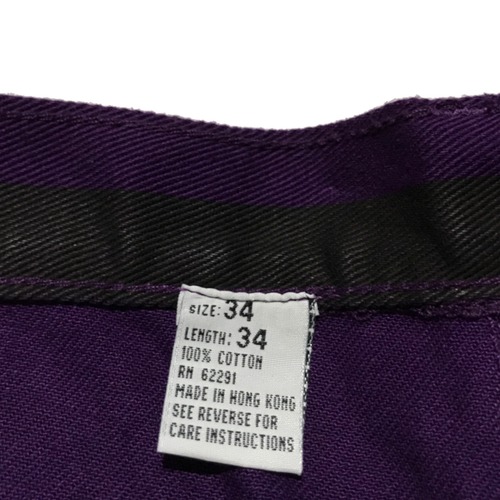 SIZE: 34
LENGTH: 34
100% COTTON
RN 62291
MADE IN HONG KONG
SEE REVERSE FOR
CARE INSTRUCTIONS